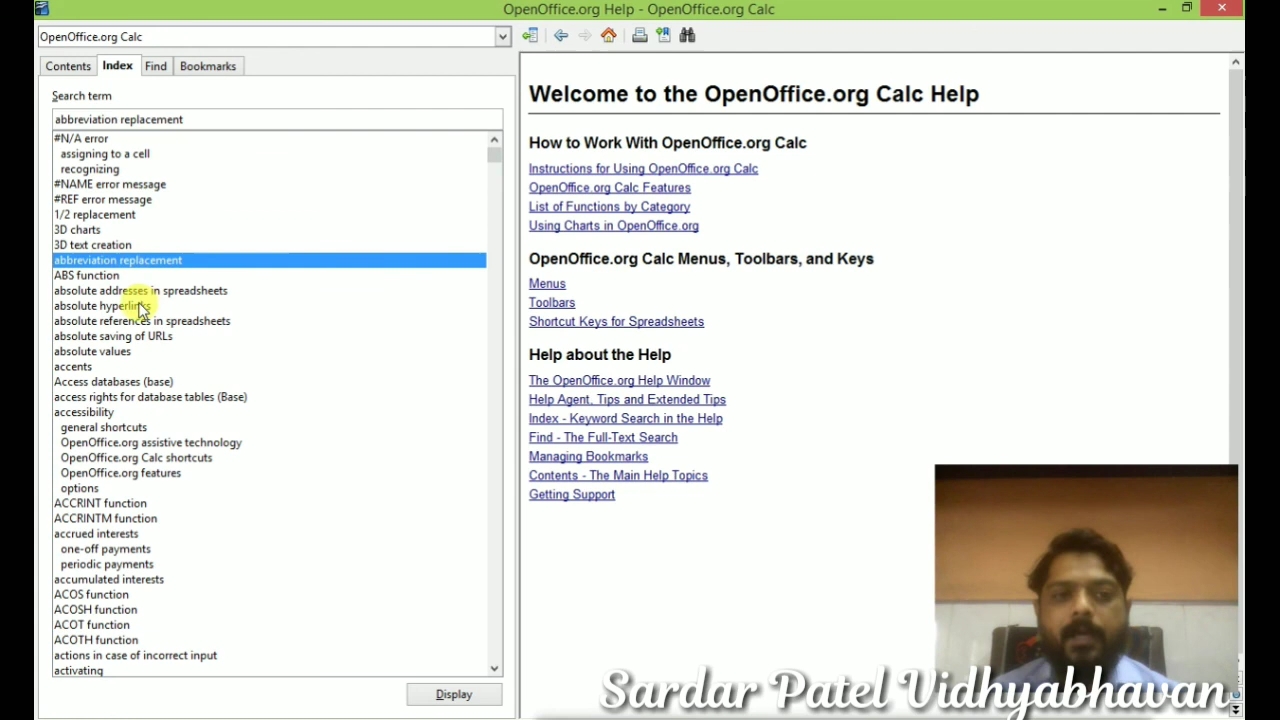 OpenOffice.org Help - OpenOffice.org Calc
OpenOffice.org Calc
Contents Index Find Bookmarks
Search term
abbreviation replacement
#N/A error
assigning to a cell
recognizing
#NAME error message
#REF error message
1/2 replacement
3D charts
3D text creation
abbreviation replacement
ABS function
absolute addresses in spreadsheets
absolute hyperlinks
absolute references in spreadsheets
absolute saving of URLs
absolute values
accents
Access databases (base)
access rights for database tables (Base)
accessibility
general shortcuts
OpenOffice.org assistive technology
OpenOffice.org Calc shortcuts
OpenOffice.org features
options
ACCRINT function
ACCRINTM function
accrued interests
one-off payments
periodic payments
accumulated interests
ACOS function
ACOSH function
ACOT function
ACOTH function
actions in case of incorrect input
activating
Display
Welcome to the OpenOffice.org Calc Help
How to Work With OpenOffice.org Calc
Instructions for Using OpenOffice.org Calc
OpenOffice.org Calc Features
List of Functions by Category
Using Charts in OpenOffice.org
OpenOffice.org Calc Menus, Toolbars, and Keys
Menus
Toolbars
Shortcut Keys for Spreadsheets
Help about the Help
The OpenOffice.org Help Window
Help Agent, Tips and Extended Tips
Index - Keyword Search in the Help
Find - The Full-Text Search
Managing Bookmarks
Contents - The Main Help Topics
Getting Support
Sardar Patel Vidhyabhavan